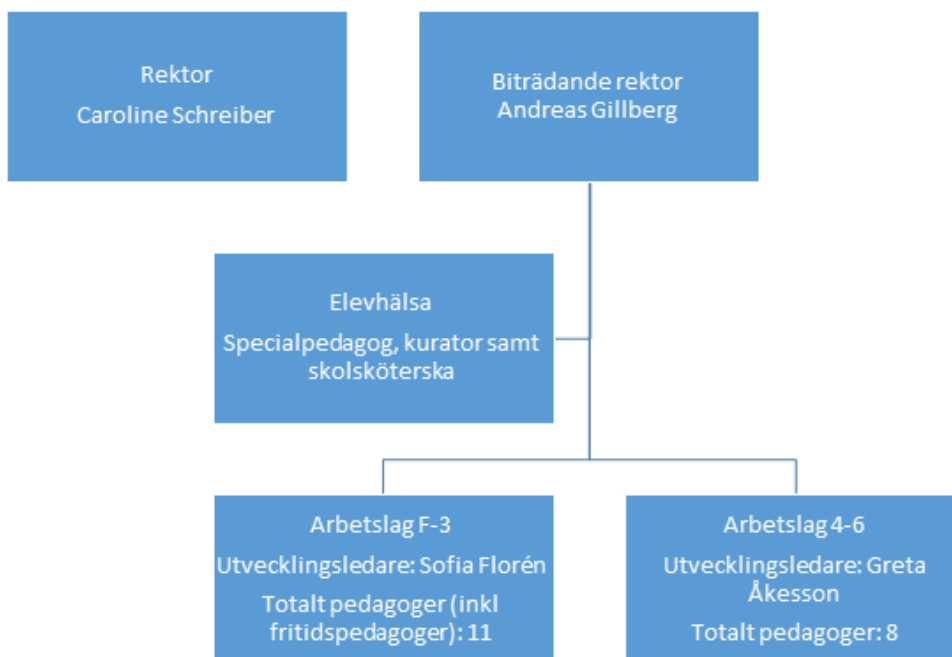 Rektor
Caroline Schreiber
Biträdande rektor
Andreas Gillberg
Elevhälsa
Specialpedagog, kurator samt
skolsköterska
Arbetslag F-3
Utvecklingsledare: Sofia Florén
Totalt pedagoger (inkl
fritidspedagoger): 11
Arbetslag 4-6
Utvecklingsledare: Greta
Åkesson
Totalt pedagoger: 8